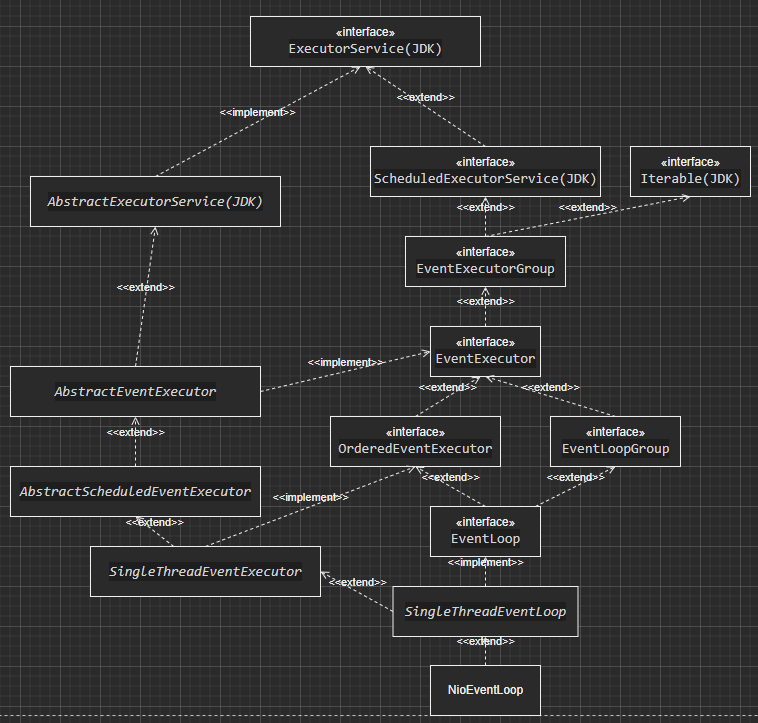 «interface»
ExecutorService(JDK)
<<implement>>
<<extend>>
«interface»
ScheduledExecutorService(JDK)
«interface»
Iterable(JDK)
AbstractExecutorService(JDK)
<<extend>>
<<extend>>
«interface»
EventExecutorGroup
<<extend>>
<<extend>>
«interface»
EventExecutor
<<implement>>
AbstractEventExecutor
<<extend>>
<<extend>>
<<extend>>
«interface»
OrderedEventExecutor
«interface»
EventLoopGroup
AbstractScheduledEventExecutor
<<extend>>
<<extend>>
<<implement>>
<<extend>>
«interface»
EventLoop
SingleThreadEventExecutor
<<implement>>
<<extend>>
SingleThreadEventLoop
<<extend>>
NioEventLoop